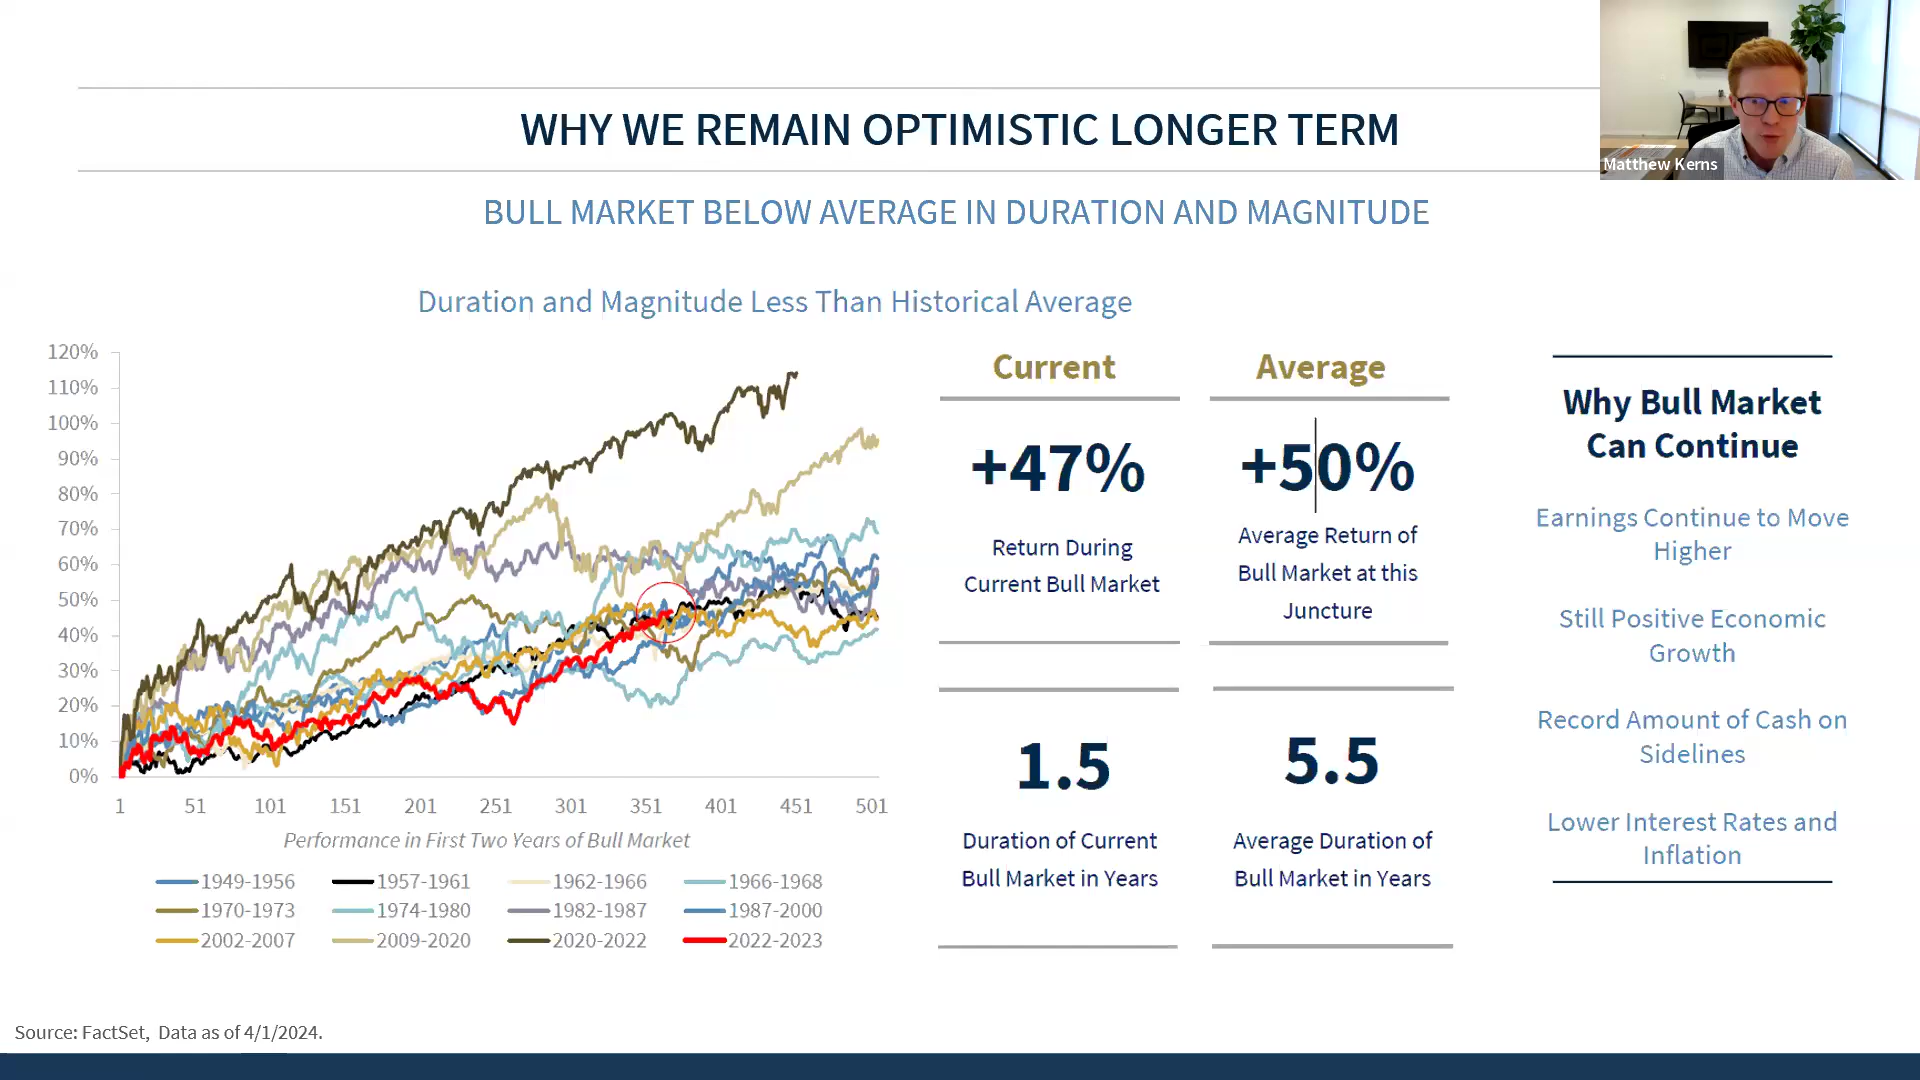 Matthew Kerns
WHY WE REMAIN OPTIMISTIC LONGER TERM
BULL MARKET BELOW AVERAGE IN DURATION AND MAGNITUDE
Duration and Magnitude Less Than Historical Average
120%
110%
100%
90%
80%
70%
60%
50%
40%
30%
20%
10%
0%
1 51 101 151 201 251 301 351 401 451 501
Performance in First Two Years of Bull Market
1949-1956 1957-1961 1962-1966 1966-1968
1970-1973 1974-1980 1982-1987 1987-2000
2002-2007 2009-2020 2020-2022 2022-2023
Current
+47%
Return During
Current Bull Market
1.5
Duration of Current
Bull Market in Years
Average
+50%
Average Return of
Bull Market at this
Juncture
5.5
Average Duration of
Bull Market in Years
Why Bull Market
Can Continue
Earnings Continue to Move
Higher
Still Positive Economic
Growth
Record Amount of Cash on
Sidelines
Lower Interest Rates and
Inflation
Source: FactSet, Data as of 4/1/2024.